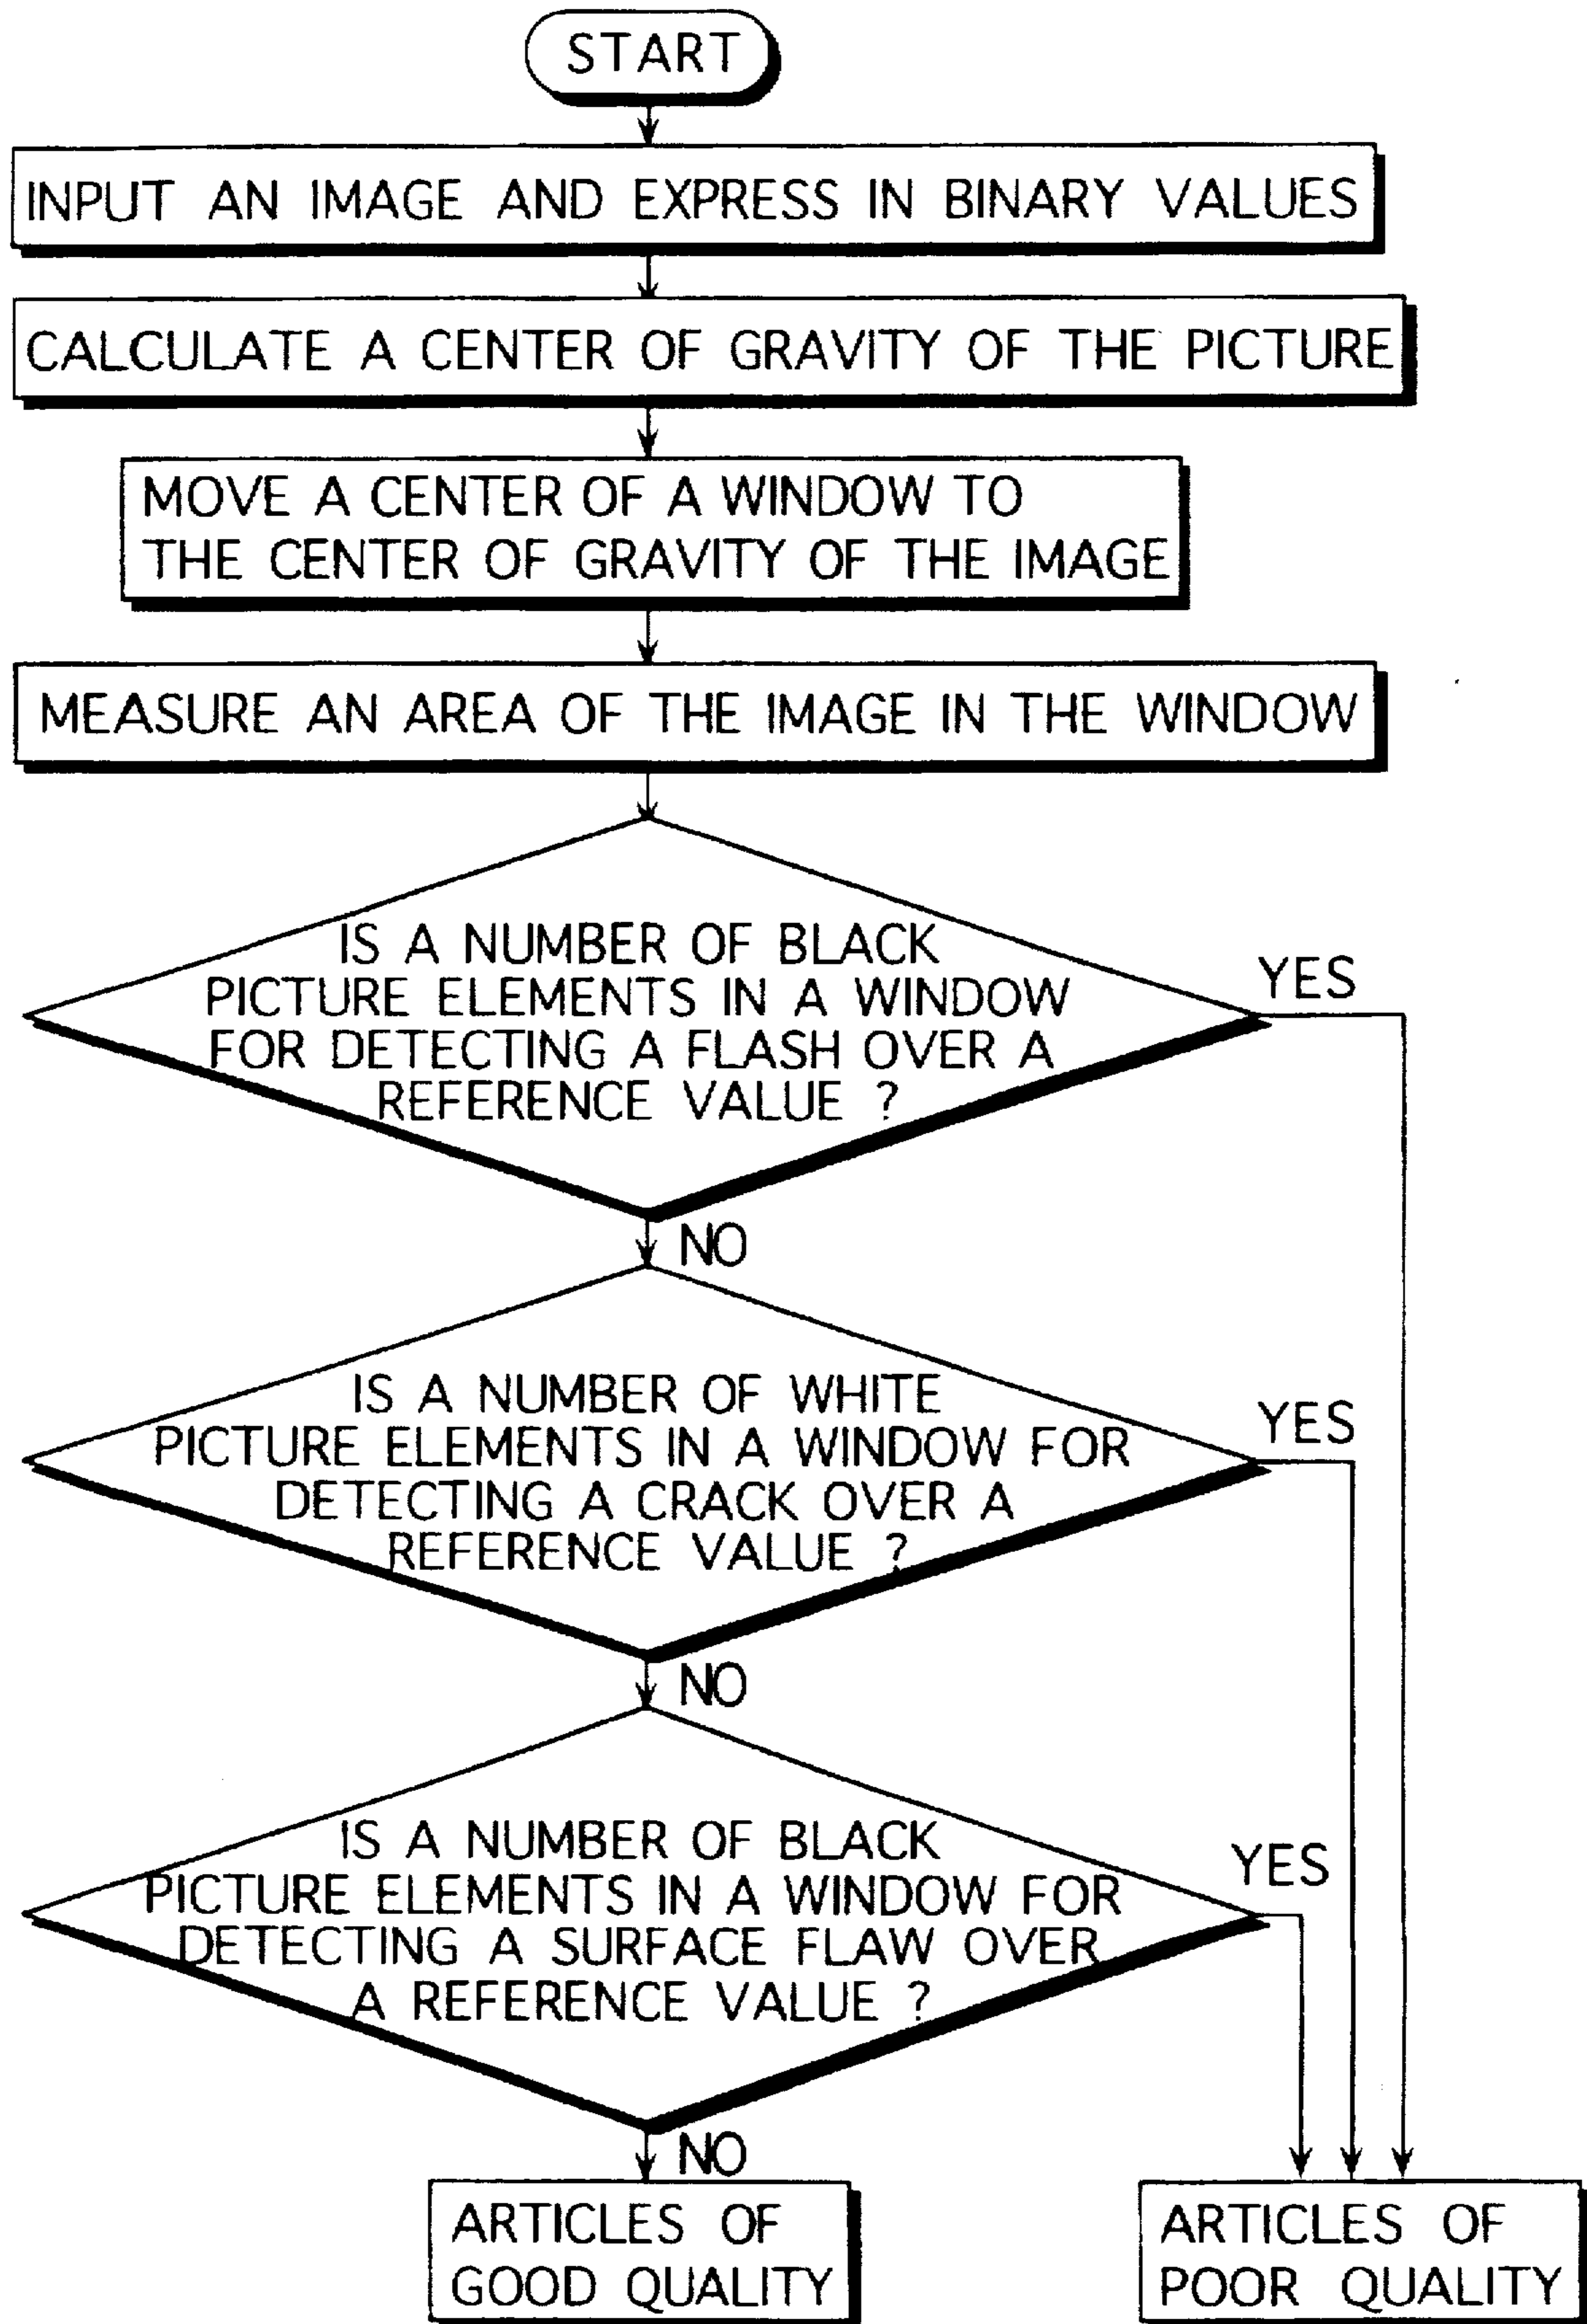 START
INPUT AN IMAGE AND EXPRESS IN BINARY VALUES
CALCULATE A CENTER OF GRAVITY OF THE PICTURE
MOVE A CENTER OF A WINDOW TO
THE CENTER OF GRAVITY OF THE IMAGE
MEASURE AN AREA OF THE IMAGE IN THE WINDOW
IS A NUMBER OF BLACK
PICTURE ELEMENTS IN A WINDOW
FOR DETECTING A FLASH OVER A
REFERENCE VALUE ?
YES
NO
IS A NUMBER OF WHITE
PICTURE ELEMENTS IN A WINDOW FOR
DETECTING A CRACK OVER A
REFERENCE VALUE ?
YES
NO
IS A NUMBER OF BLACK
PICTURE ELEMENTS IN A WINDOW FOR
DETECTING A SURFACE FLAW OVER
A REFERENCE VALUE ?
YES
NO
ARTICLES OF
GOOD QUALITY
ARTICLES OF
POOR QUALITY